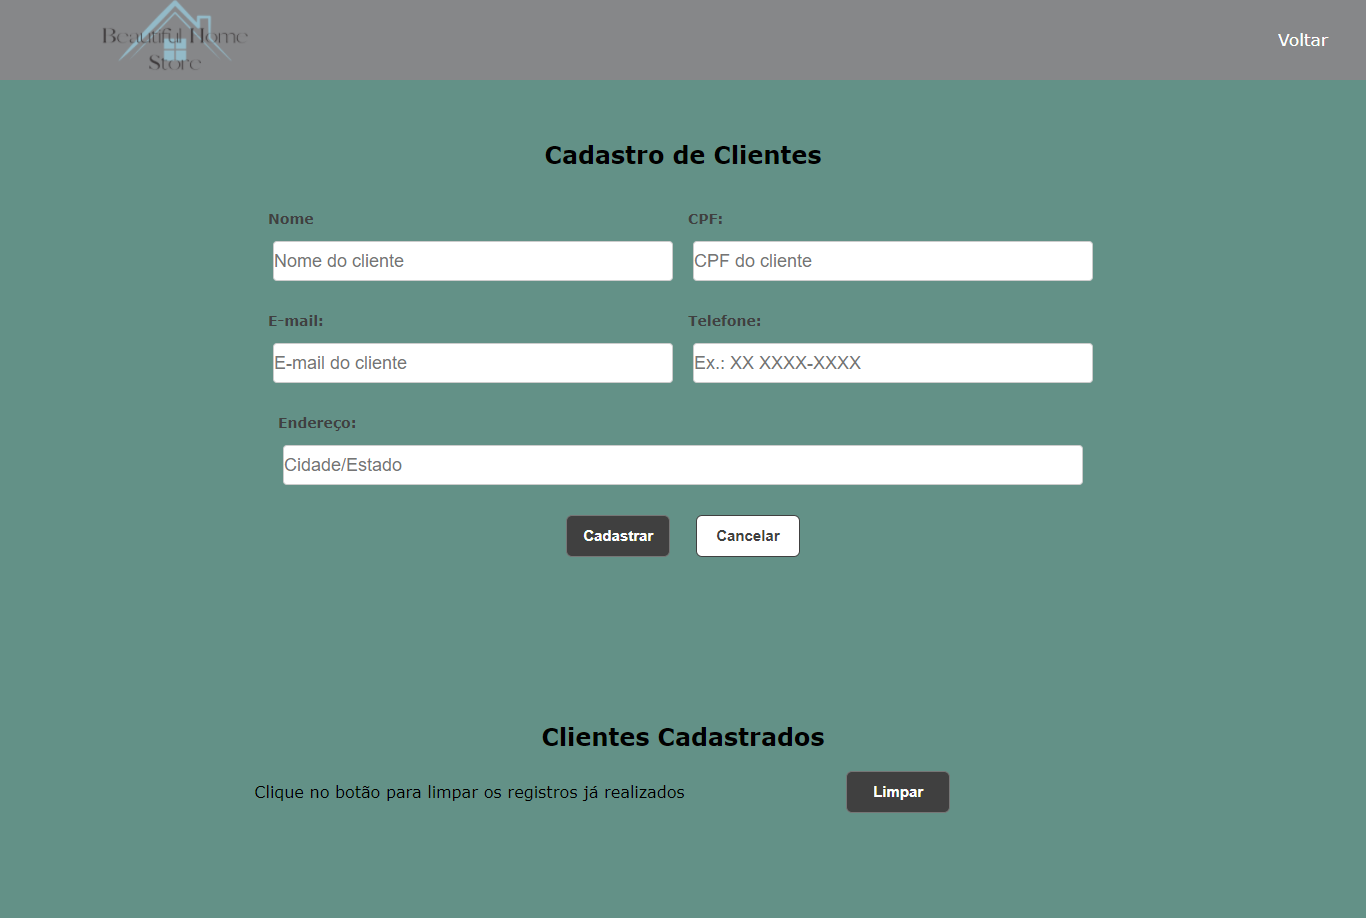 Beautiful Home
Store
Voltar
Cadastro de Clientes
Nome
CPF:
Nome do cliente
CPF do cliente
E-mail:
Telefone:
E-mail do cliente
Ex.: XX XXXX-XXXX
Endereço:
Cidade/Estado
Cadastrar
Cancelar
Clientes Cadastrados
Clique no botão para limpar os registros já realizados
Limpar